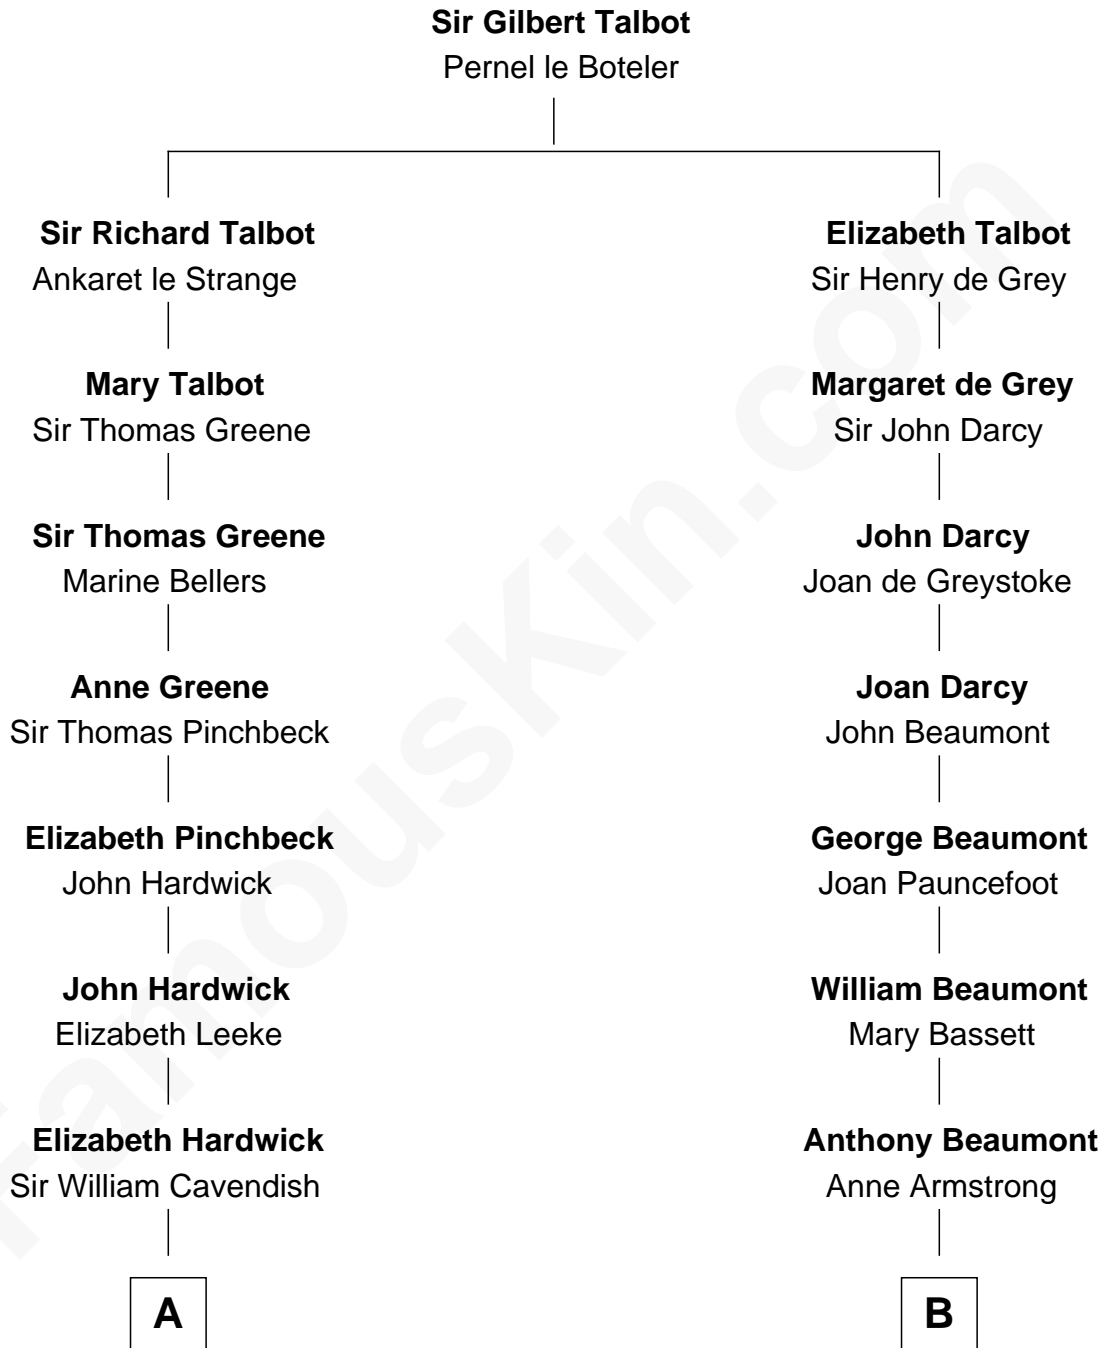 Sir Gilbert Talbot
Pernel le Boteler
Sir Richard Talbot
Ankaret le Strange
Elizabeth Talbot
Sir Henry de Grey
Mary Talbot
Sir Thomas Greene
Margaret de Grey
Sir John Darcy
Sir Thomas Greene
Marine Bellers
John Darcy
Joan de Greystoke
Anne Greene
Sir Thomas Pinchbeck
Joan Darcy
John Beaumont
Elizabeth Pinchbeck
John Hardwick
George Beaumont
Joan Pauncefoot
John Hardwick
Elizabeth Leeke
William Beaumont
Mary Bassett
Elizabeth Hardwick
Sir William Cavendish
Anthony Beaumont
Anne Armstrong
A
B
FamousKin.com